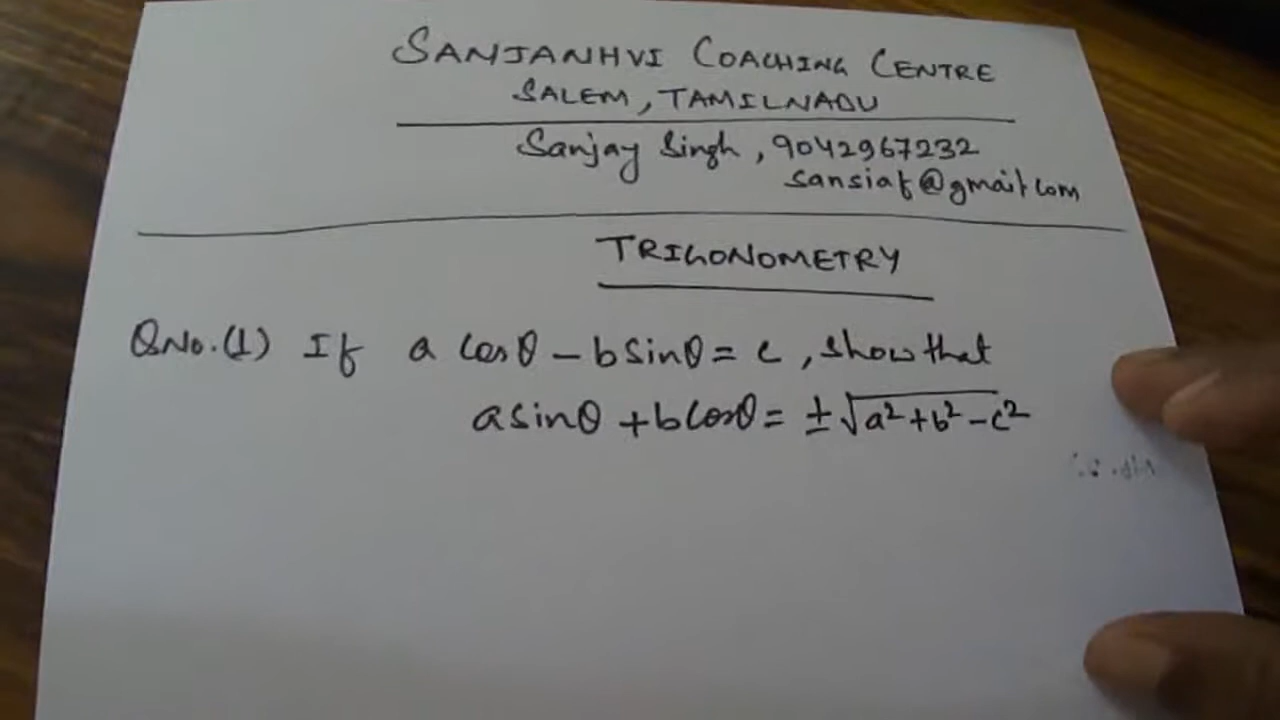 SANJANHVI COACHING CENTRE
SALEM, TAMILNADU
Sanjay Singh, 9042967232
sansiaf@gmail.com
TRIGONOMETRY
QNo.(1) If a cosθ - b sinθ = c, show that
a sinθ + b cosθ = ± √a² + b² - c²